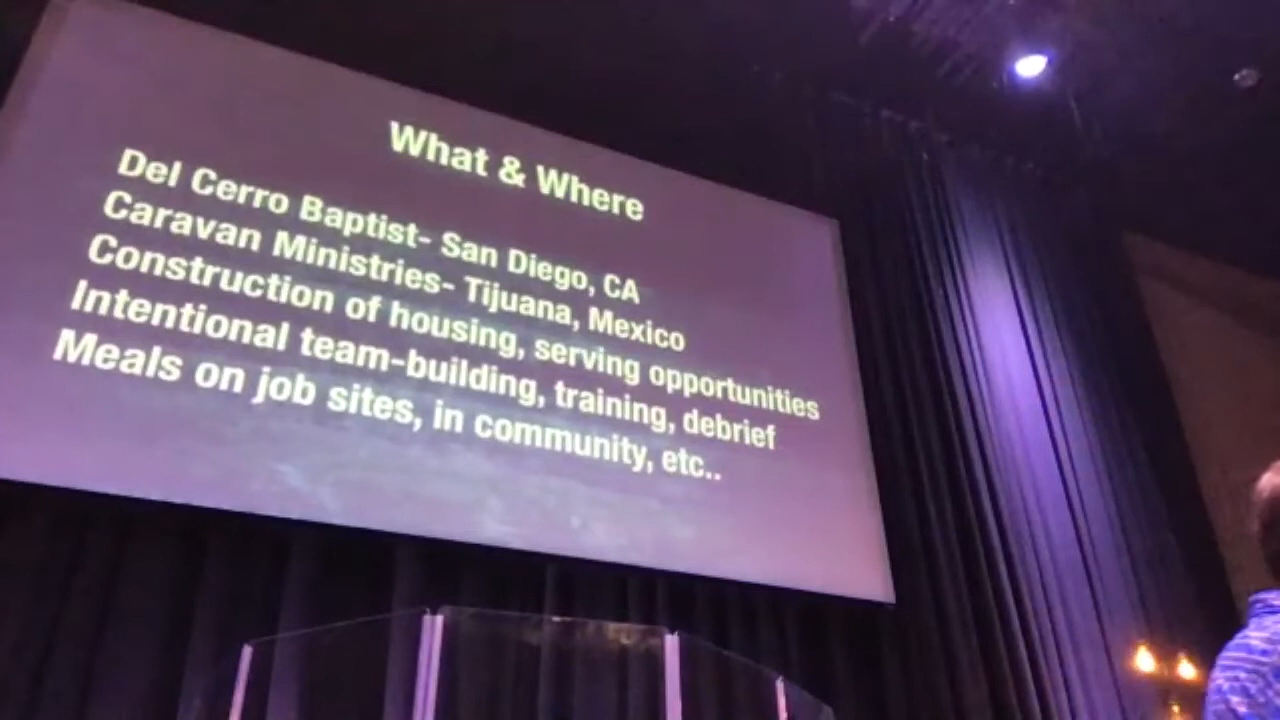 What & Where
Del Cerro Baptist- San Diego, CA
Caravan Ministries- Tijuana, Mexico
Construction of housing, serving opportunities
Intentional team-building, training, debrief
Meals on job sites, in community, etc..